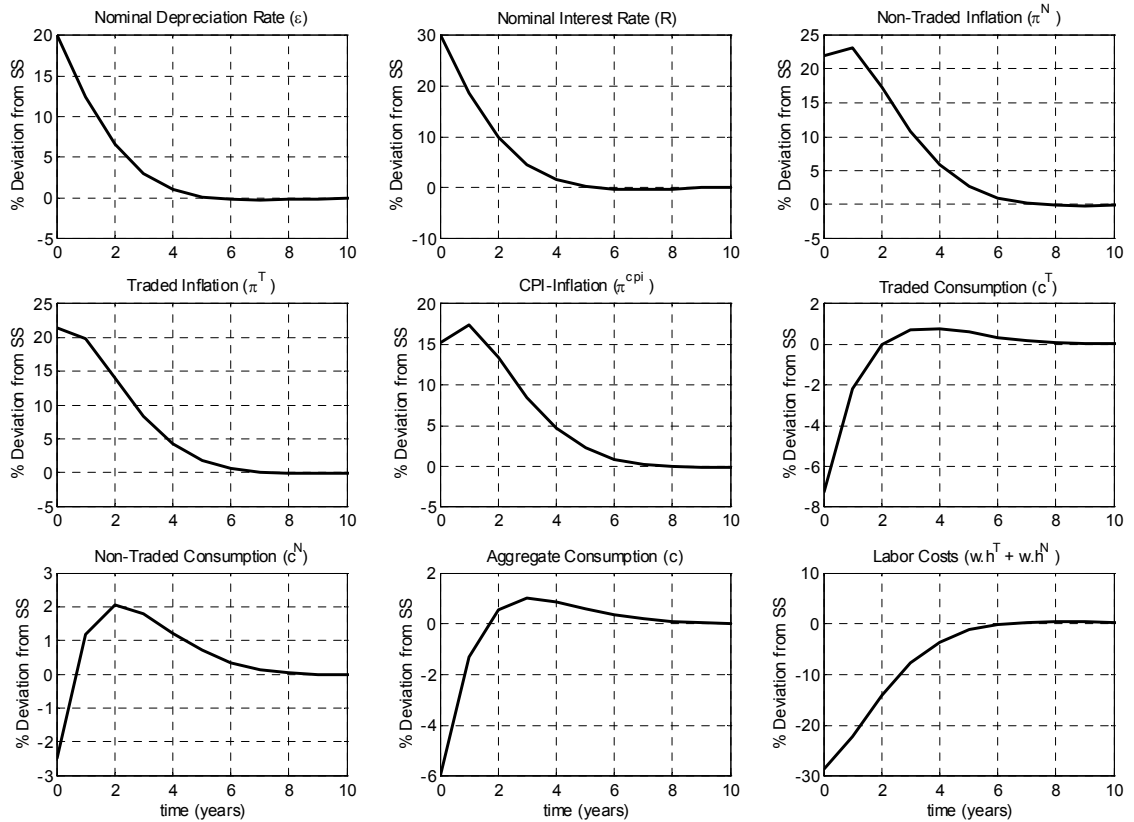 Nominal Depreciation Rate (ε)
% Deviation from SS
20
15
10
5
0
-5
0 2 4 6 8 10
Nominal Interest Rate (R)
% Deviation from SS
30
20
10
0
-10
0 2 4 6 8 10
Non-Traded Inflation (π^N)
% Deviation from SS
25
20
15
10
5
0
-5
0 2 4 6 8 10
Traded Inflation (π^T)
% Deviation from SS
25
20
15
10
5
0
-5
0 2 4 6 8 10
CPI-Inflation (π^cpi)
% Deviation from SS
20
15
10
5
0
-5
0 2 4 6 8 10
Traded Consumption (c^T)
% Deviation from SS
2
0
-2
-4
-6
-8
0 2 4 6 8 10
Non-Traded Consumption (c^N)
% Deviation from SS
3
2
1
0
-1
-2
-3
0 2 4 6 8 10
time (years)
Aggregate Consumption (c)
% Deviation from SS
2
0
-2
-4
-6
0 2 4 6 8 10
time (years)
Labor Costs (w.h^T + w.h^N)
% Deviation from SS
10
0
-10
-20
-30
0 2 4 6 8 10
time (years)